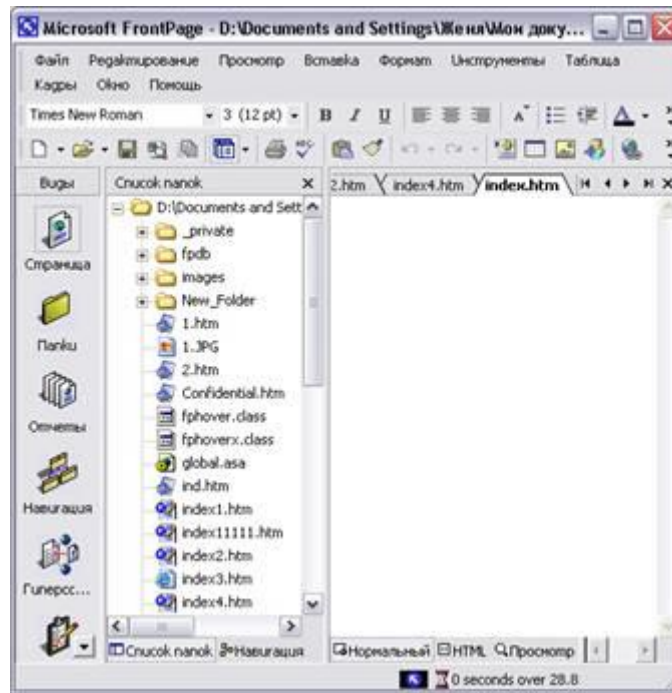 Microsoft FrontPage - D:\Documents and Settings\Женя\Мои доку...
Файл Редактирование Просмотр Вставка Формат Инструменты Таблица
Кадры Окно Помощь
Times New Roman 3 (12 pt) B I U A
Виды
Список папок
2.htm index4.htm index.htm
D:\Documents and Sett
_private
fpdb
images
New_Folder
1.htm
1.JPG
2.htm
Confidential.htm
fphover.class
fphoverx.class
global.asa
ind.htm
index1.htm
index11111.htm
index2.htm
index3.htm
index4.htm
Страница
Папки
Отчеты
Навигация
Гиперсс...
Список папок Навигация
Нормальный HTML Просмотр
0 seconds over 28.8